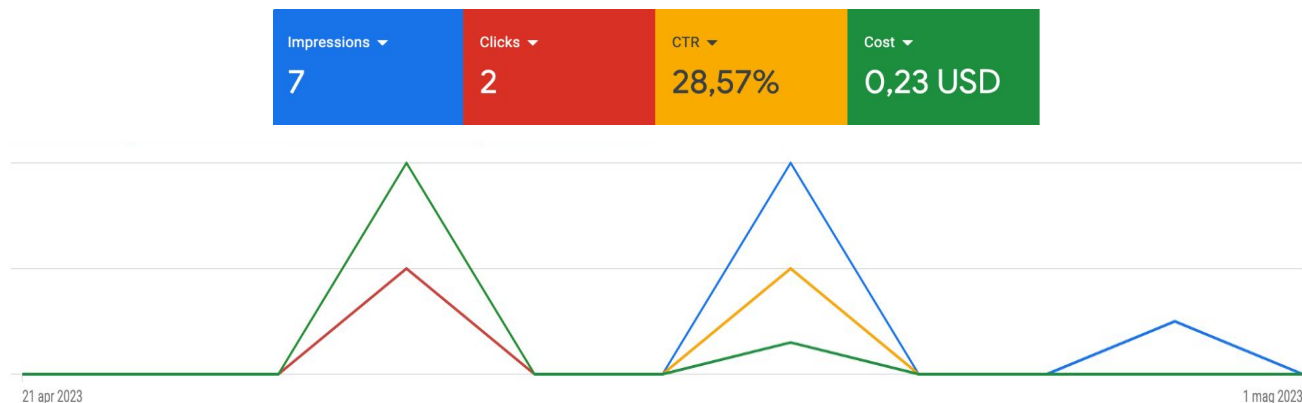 Impressions
Clicks
CTR
Cost
7
2
28,57%
0,23 USD
21 apr 2023
1 mag 2023